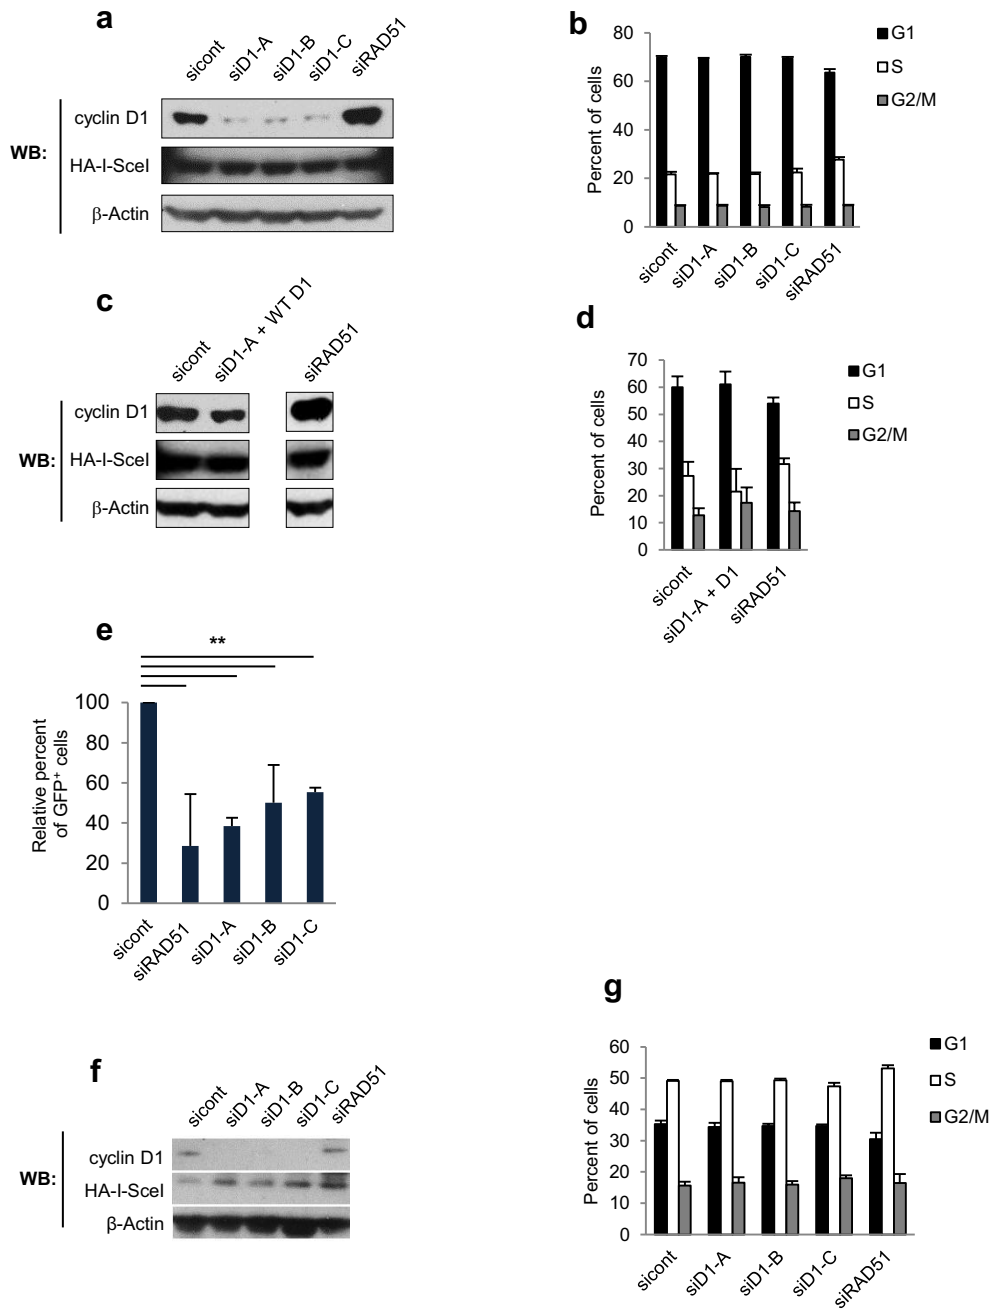 a
sicont
siD1-A
siD1-B
siD1-C
siRAD51
WB:
cyclin D1
HA-I-SceI
β-Actin
b
Percent of cells
80
60
40
20
0
sicont
siD1-A
siD1-B
siD1-C
siRAD51
G1
S
G2/M
c
sicont
siD1-A + WT D1
siRAD51
WB:
cyclin D1
HA-I-SceI
β-Actin
d
Percent of cells
70
60
50
40
30
20
10
0
sicont
siD1-A + D1
siRAD51
G1
S
G2/M
e
**
Relative percent
of GFP⁺ cells
100
80
60
40
20
0
sicont
siRAD51
siD1-A
siD1-B
siD1-C
f
sicont
siD1-A
siD1-B
siD1-C
siRAD51
WB:
cyclin D1
HA-I-SceI
β-Actin
g
Percent of cells
60
50
40
30
20
10
0
sicont
siD1-A
siD1-B
siD1-C
siRAD51
G1
S
G2/M